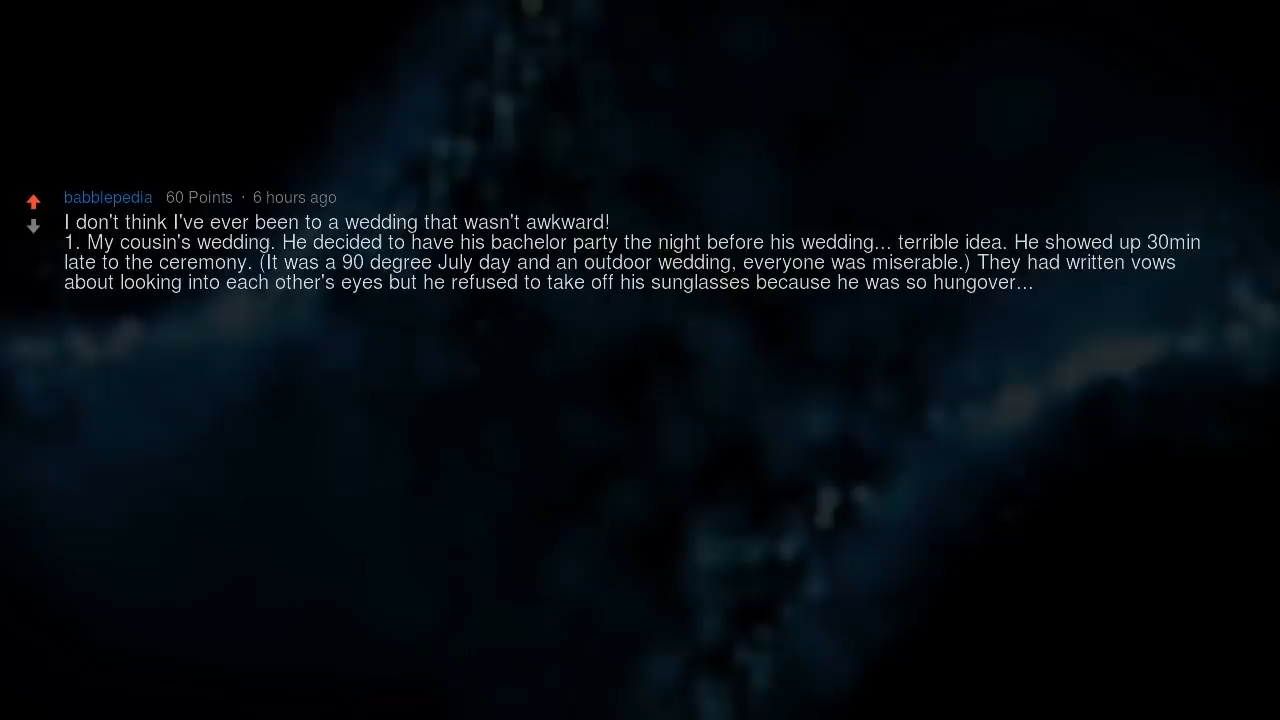 babblepedia 60 Points · 6 hours ago
I don't think I've ever been to a wedding that wasn't awkward!
1. My cousin's wedding. He decided to have his bachelor party the night before his wedding... terrible idea. He showed up 30min
late to the ceremony. (It was a 90 degree July day and an outdoor wedding, everyone was miserable.) They had written vows
about looking into each other's eyes but he refused to take off his sunglasses because he was so hungover...